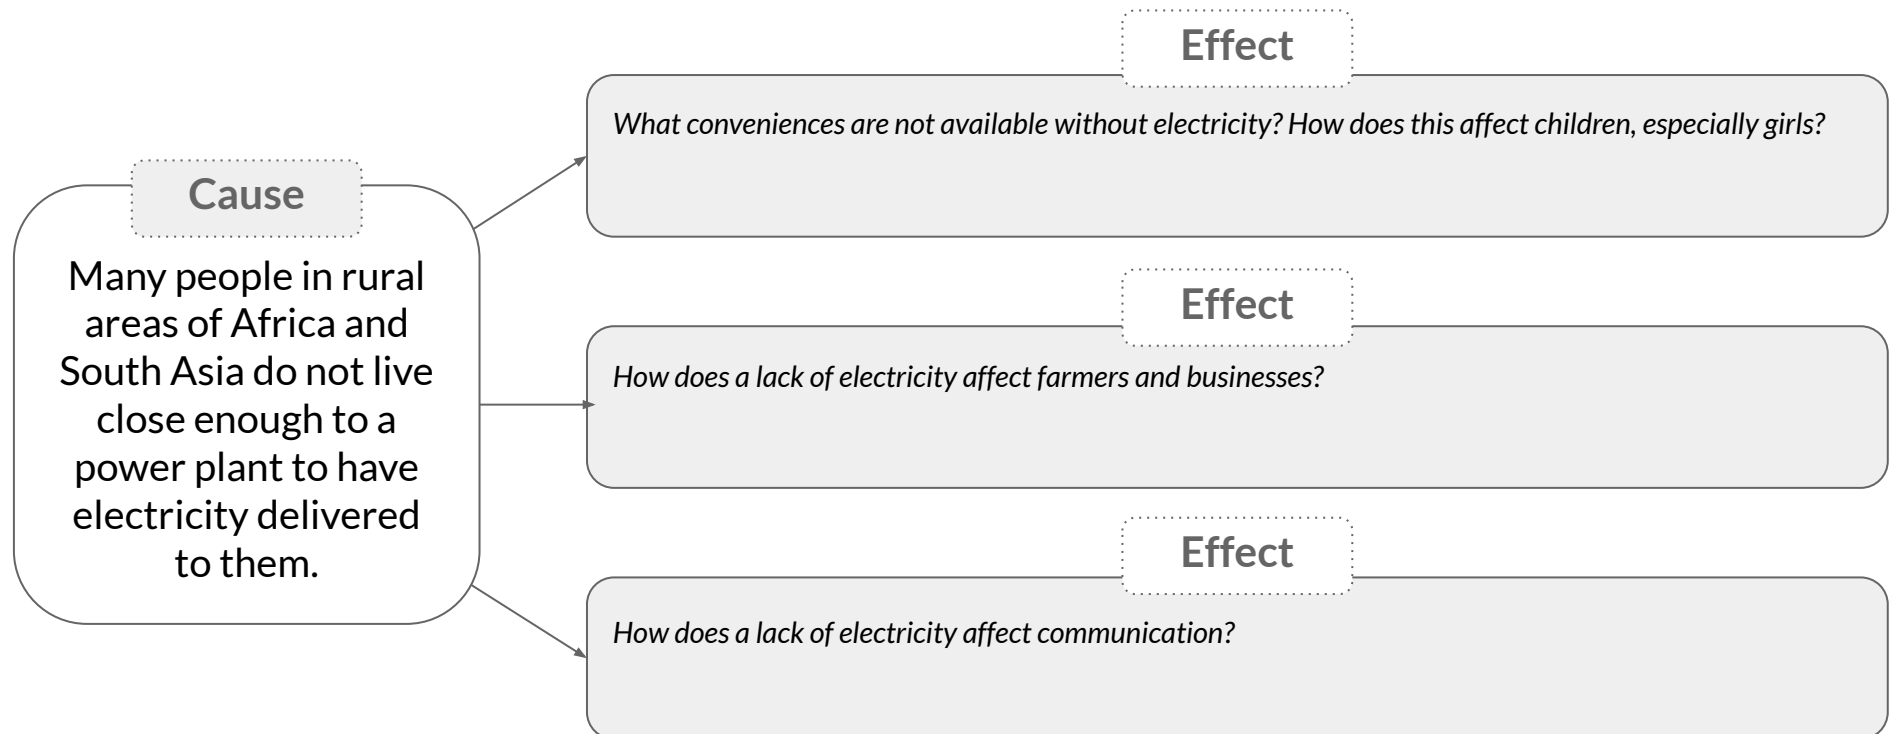 Cause
Many people in rural
areas of Africa and
South Asia do not live
close enough to a
power plant to have
electricity delivered
to them.
Effect
What conveniences are not available without electricity? How does this affect children, especially girls?
Effect
How does a lack of electricity affect farmers and businesses?
Effect
How does a lack of electricity affect communication?